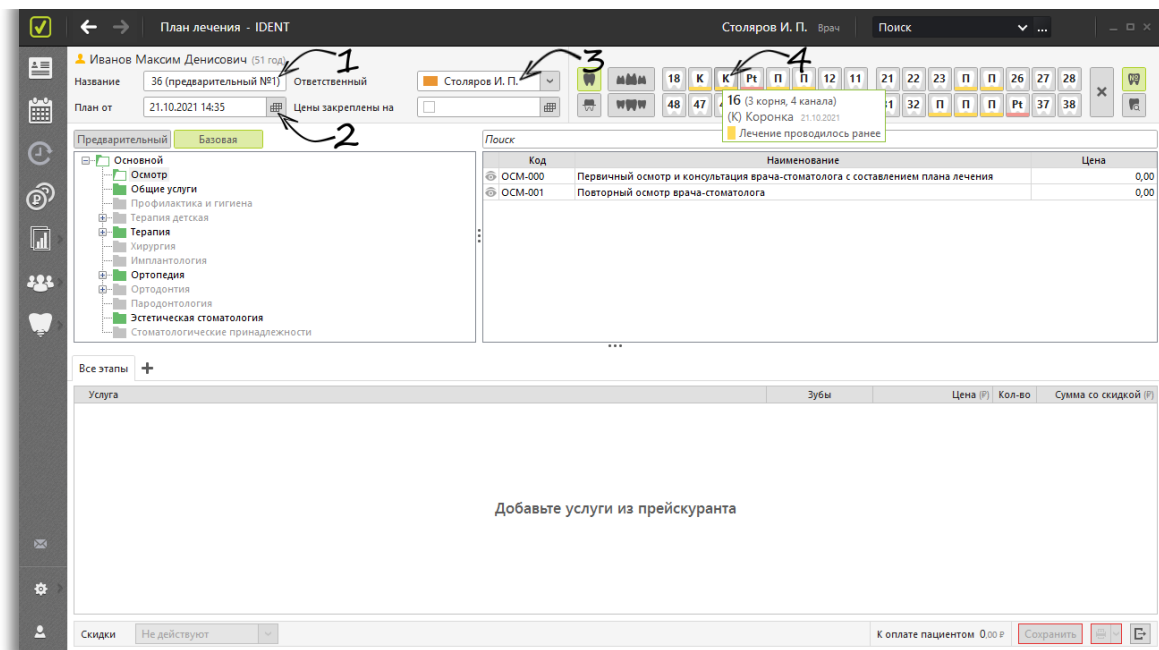 План лечения - IDENT
Столяров И. П. Врач
Поиск
...
Иванов Максим Денисович (51 год)
1
3
4
Название 36 (предварительный №1) Ответственный Столяров И. П.
18 К К Pt П П 12 11 21 22 23 П П 26 27 28
План от 21.10.2021 14:35 Цены закреплены на
48 47 32 П П П Pt 37 38
16 (3 корня, 4 канала)
(К) Коронка 21.10.2021
Лечение проводилось ранее
2
Предварительный Базовая
Поиск
Основной
Осмотр
Общие услуги
Профилактика и гигиена
Терапия детская
Терапия
Хирургия
Имплантология
Ортопедия
Ортодонтия
Пародонтология
Эстетическая стоматология
Стоматологические принадлежности
Код Наименование Цена
ОСМ-000 Первичный осмотр и консультация врача-стоматолога с составлением плана лечения 0,00
ОСМ-001 Повторный осмотр врача-стоматолога 0,00
Все этапы +
Услуга Зубы Цена (₽) Кол-во Сумма со скидкой (₽)
Добавьте услуги из прейскуранта
Скидки Не действуют К оплате пациентом 0,00 ₽ Сохранить